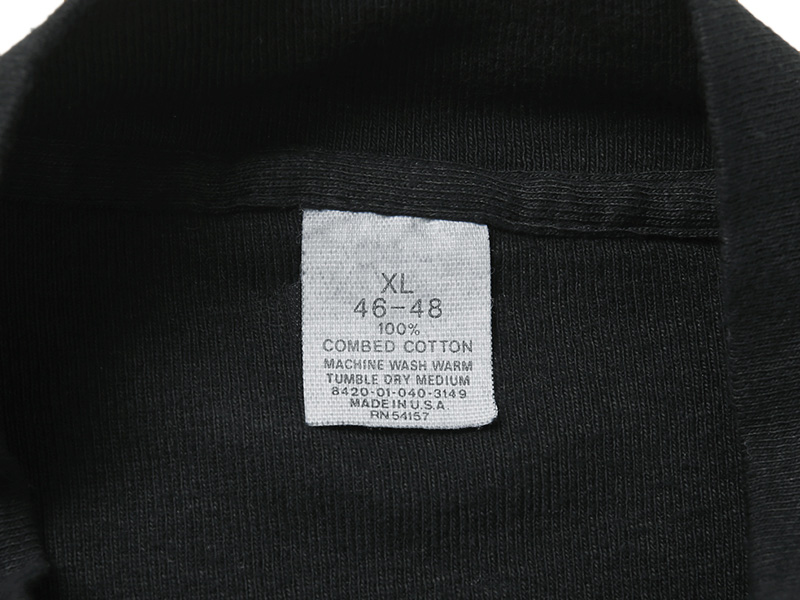 XL
46-48
100%
COMBED COTTON
MACHINE WASH WARM
TUMBLE DRY MEDIUM
8420-01-040-3149
MADE IN U.S.A.
RN 54157